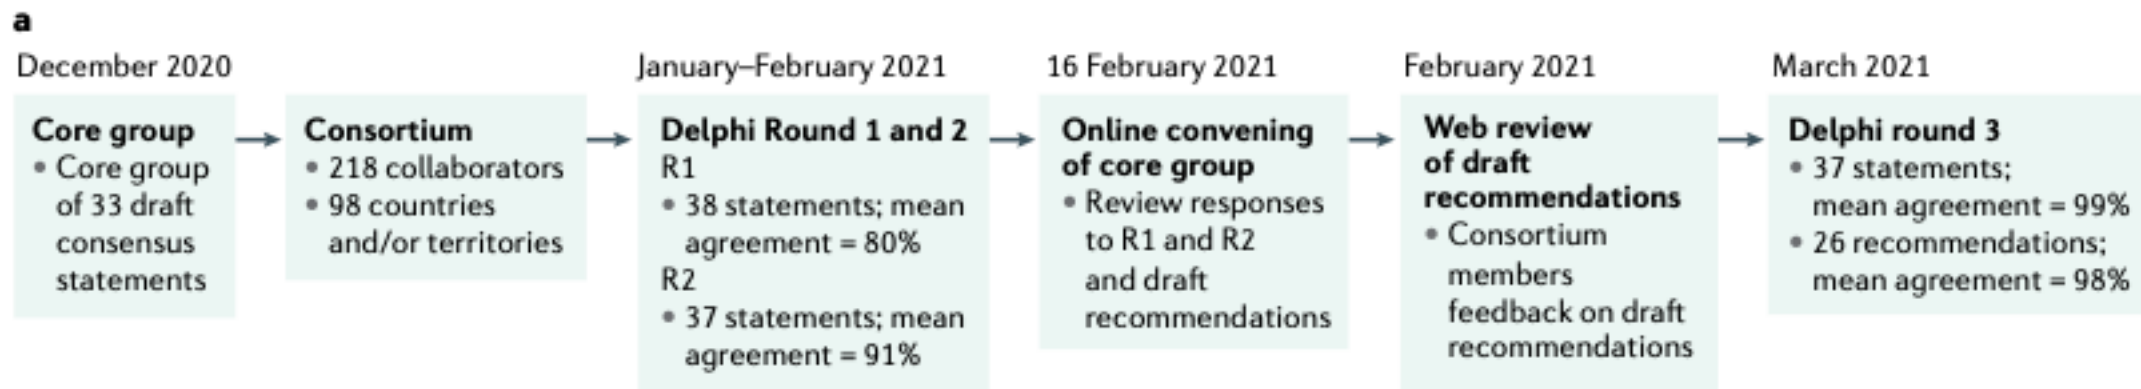 a
December 2020
Core group
• Core group
of 33 draft
consensus
statements
Consortium
• 218 collaborators
• 98 countries
and/or territories
January–February 2021
Delphi Round 1 and 2
R1
• 38 statements; mean
agreement = 80%
R2
• 37 statements; mean
agreement = 91%
16 February 2021
Online convening
of core group
• Review responses
to R1 and R2
and draft
recommendations
February 2021
Web review
of draft
recommendations
• Consortium
members
feedback on draft
recommendations
March 2021
Delphi round 3
• 37 statements;
mean agreement = 99%
• 26 recommendations;
mean agreement = 98%